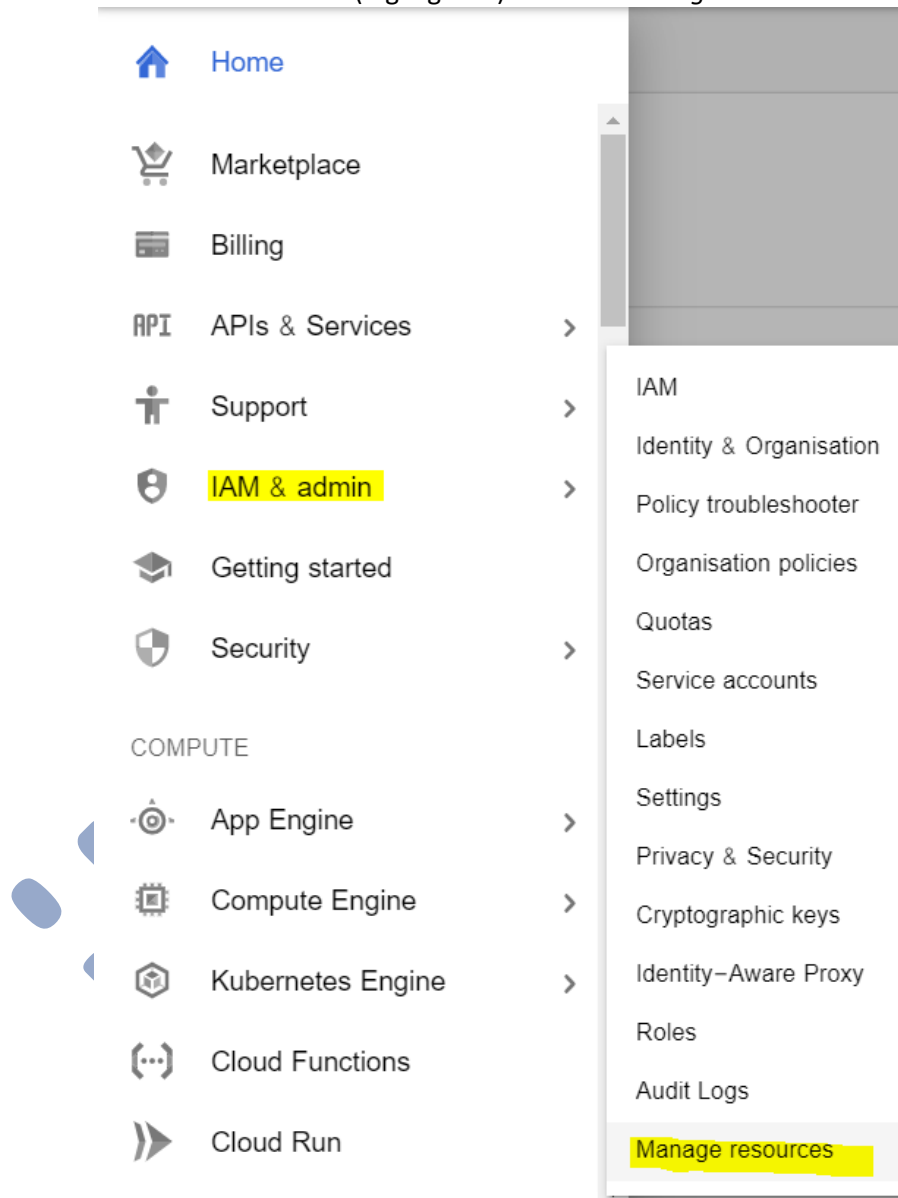 Home
Marketplace
Billing
API APIs & Services
Support
IAM & admin
Getting started
Security
COMPUTE
App Engine
Compute Engine
Kubernetes Engine
Cloud Functions
Cloud Run
IAM
Identity & Organisation
Policy troubleshooter
Organisation policies
Quotas
Service accounts
Labels
Settings
Privacy & Security
Cryptographic keys
Identity-Aware Proxy
Roles
Audit Logs
Manage resources